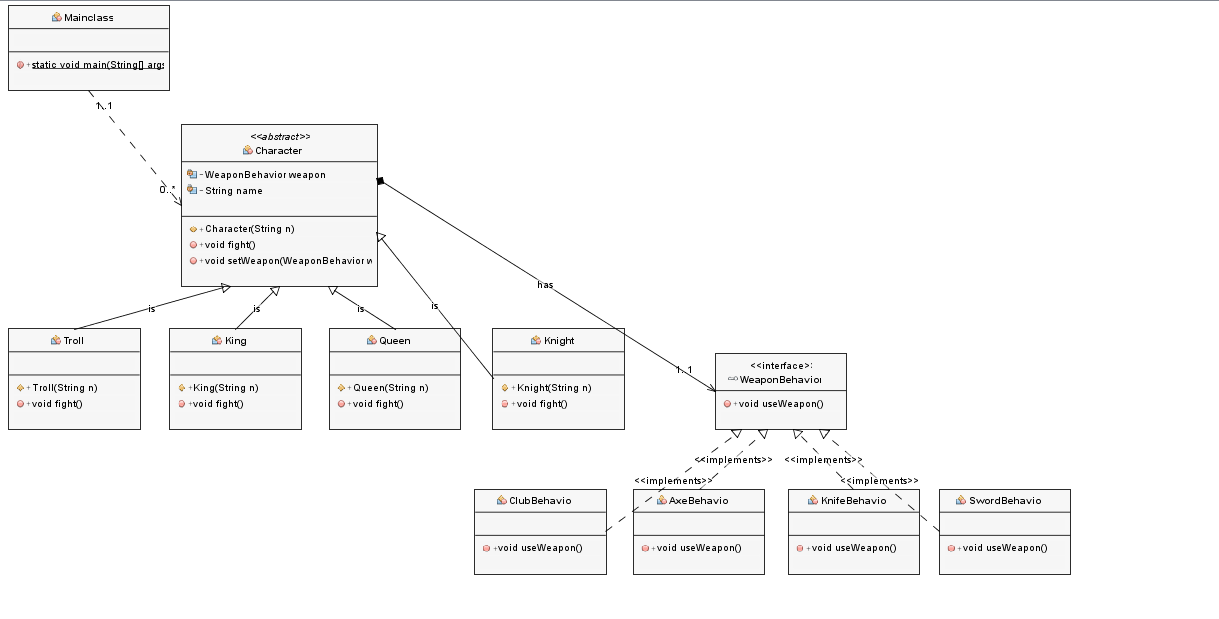 Mainclass
+static void main(String[] args
1..1
<<abstract>>
Character
- WeaponBehavior weapon
- String name
0..*
+ Character(String n)
+ void fight()
+ void setWeapon(WeaponBehavior w
has
is
is
is
is
Troll
King
Queen
Knight
+ Troll(String n)
+ void fight()
+ King(String n)
+ void fight()
+ Queen(String n)
+ void fight()
+ Knight(String n)
+ void fight()
1..1
<<interface>>
WeaponBehavior
+ void useWeapon()
<<implements>>
<<implements>>
<<implements>>
<<implements>>
ClubBehavio
AxeBehavio
KnifeBehavio
SwordBehavio
+void useWeapon()
+void useWeapon()
+void useWeapon()
+void useWeapon()